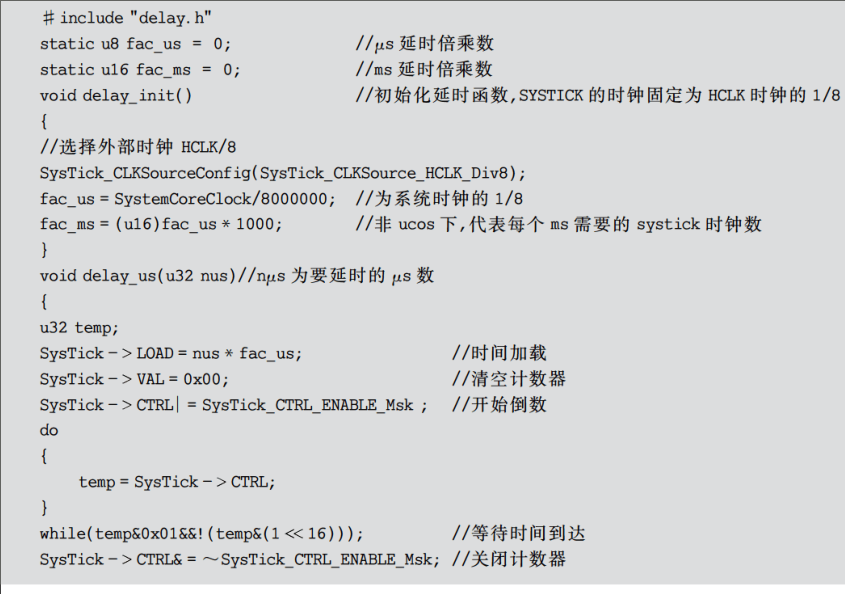 # include "delay.h"
static u8 fac_us = 0; //μs 延时倍乘数
static u16 fac_ms = 0; //ms 延时倍乘数
void delay_init() //初始化延时函数,SYSTICK 的时钟固定为 HCLK 时钟的 1/8
{
//选择外部时钟 HCLK/8
SysTick_CLKSourceConfig(SysTick_CLKSource_HCLK_Div8);
fac_us = SystemCoreClock/8000000; //为系统时钟的 1/8
fac_ms = (u16)fac_us * 1000; //非 ucos 下,代表每个 ms 需要的 systick 时钟数
}
void delay_us(u32 nus)//nμs 为要延时的 μs 数
{
u32 temp;
SysTick -> LOAD = nus * fac_us; //时间加载
SysTick -> VAL = 0x00; //清空计数器
SysTick -> CTRL| = SysTick_CTRL_ENABLE_Msk ; //开始倒数
do
{
temp = SysTick -> CTRL;
}
while(temp&0x01&&!(temp&(1 << 16))); //等待时间到达
SysTick -> CTRL& = ~SysTick_CTRL_ENABLE_Msk; //关闭计数器